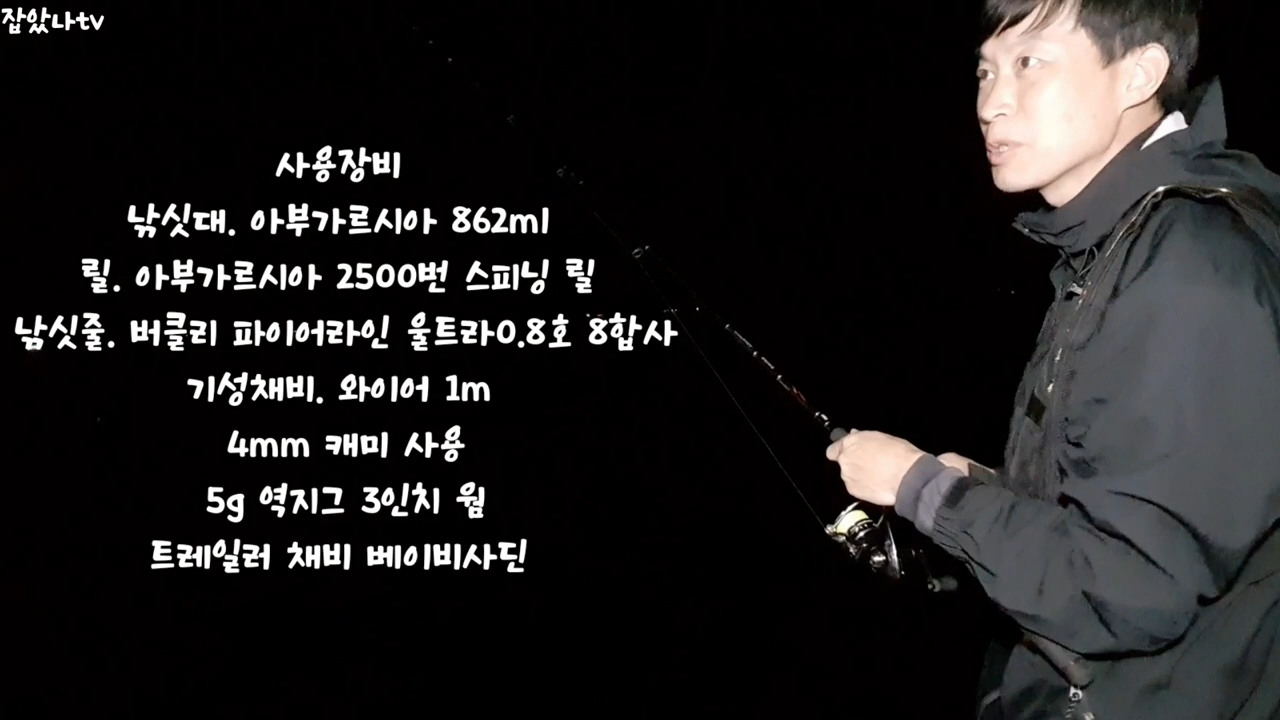 잡았나tv
사용장비
낚싯대. 아부가르시아 862ml
릴. 아부가르시아 2500번 스피닝 릴
낚싯줄. 버클리 파이어라인 울트라0.8호 8합사
기성채비. 와이어 1m
4mm 캐미 사용
5g 역지그 3인치 웜
트레일러 채비 베이비사딘